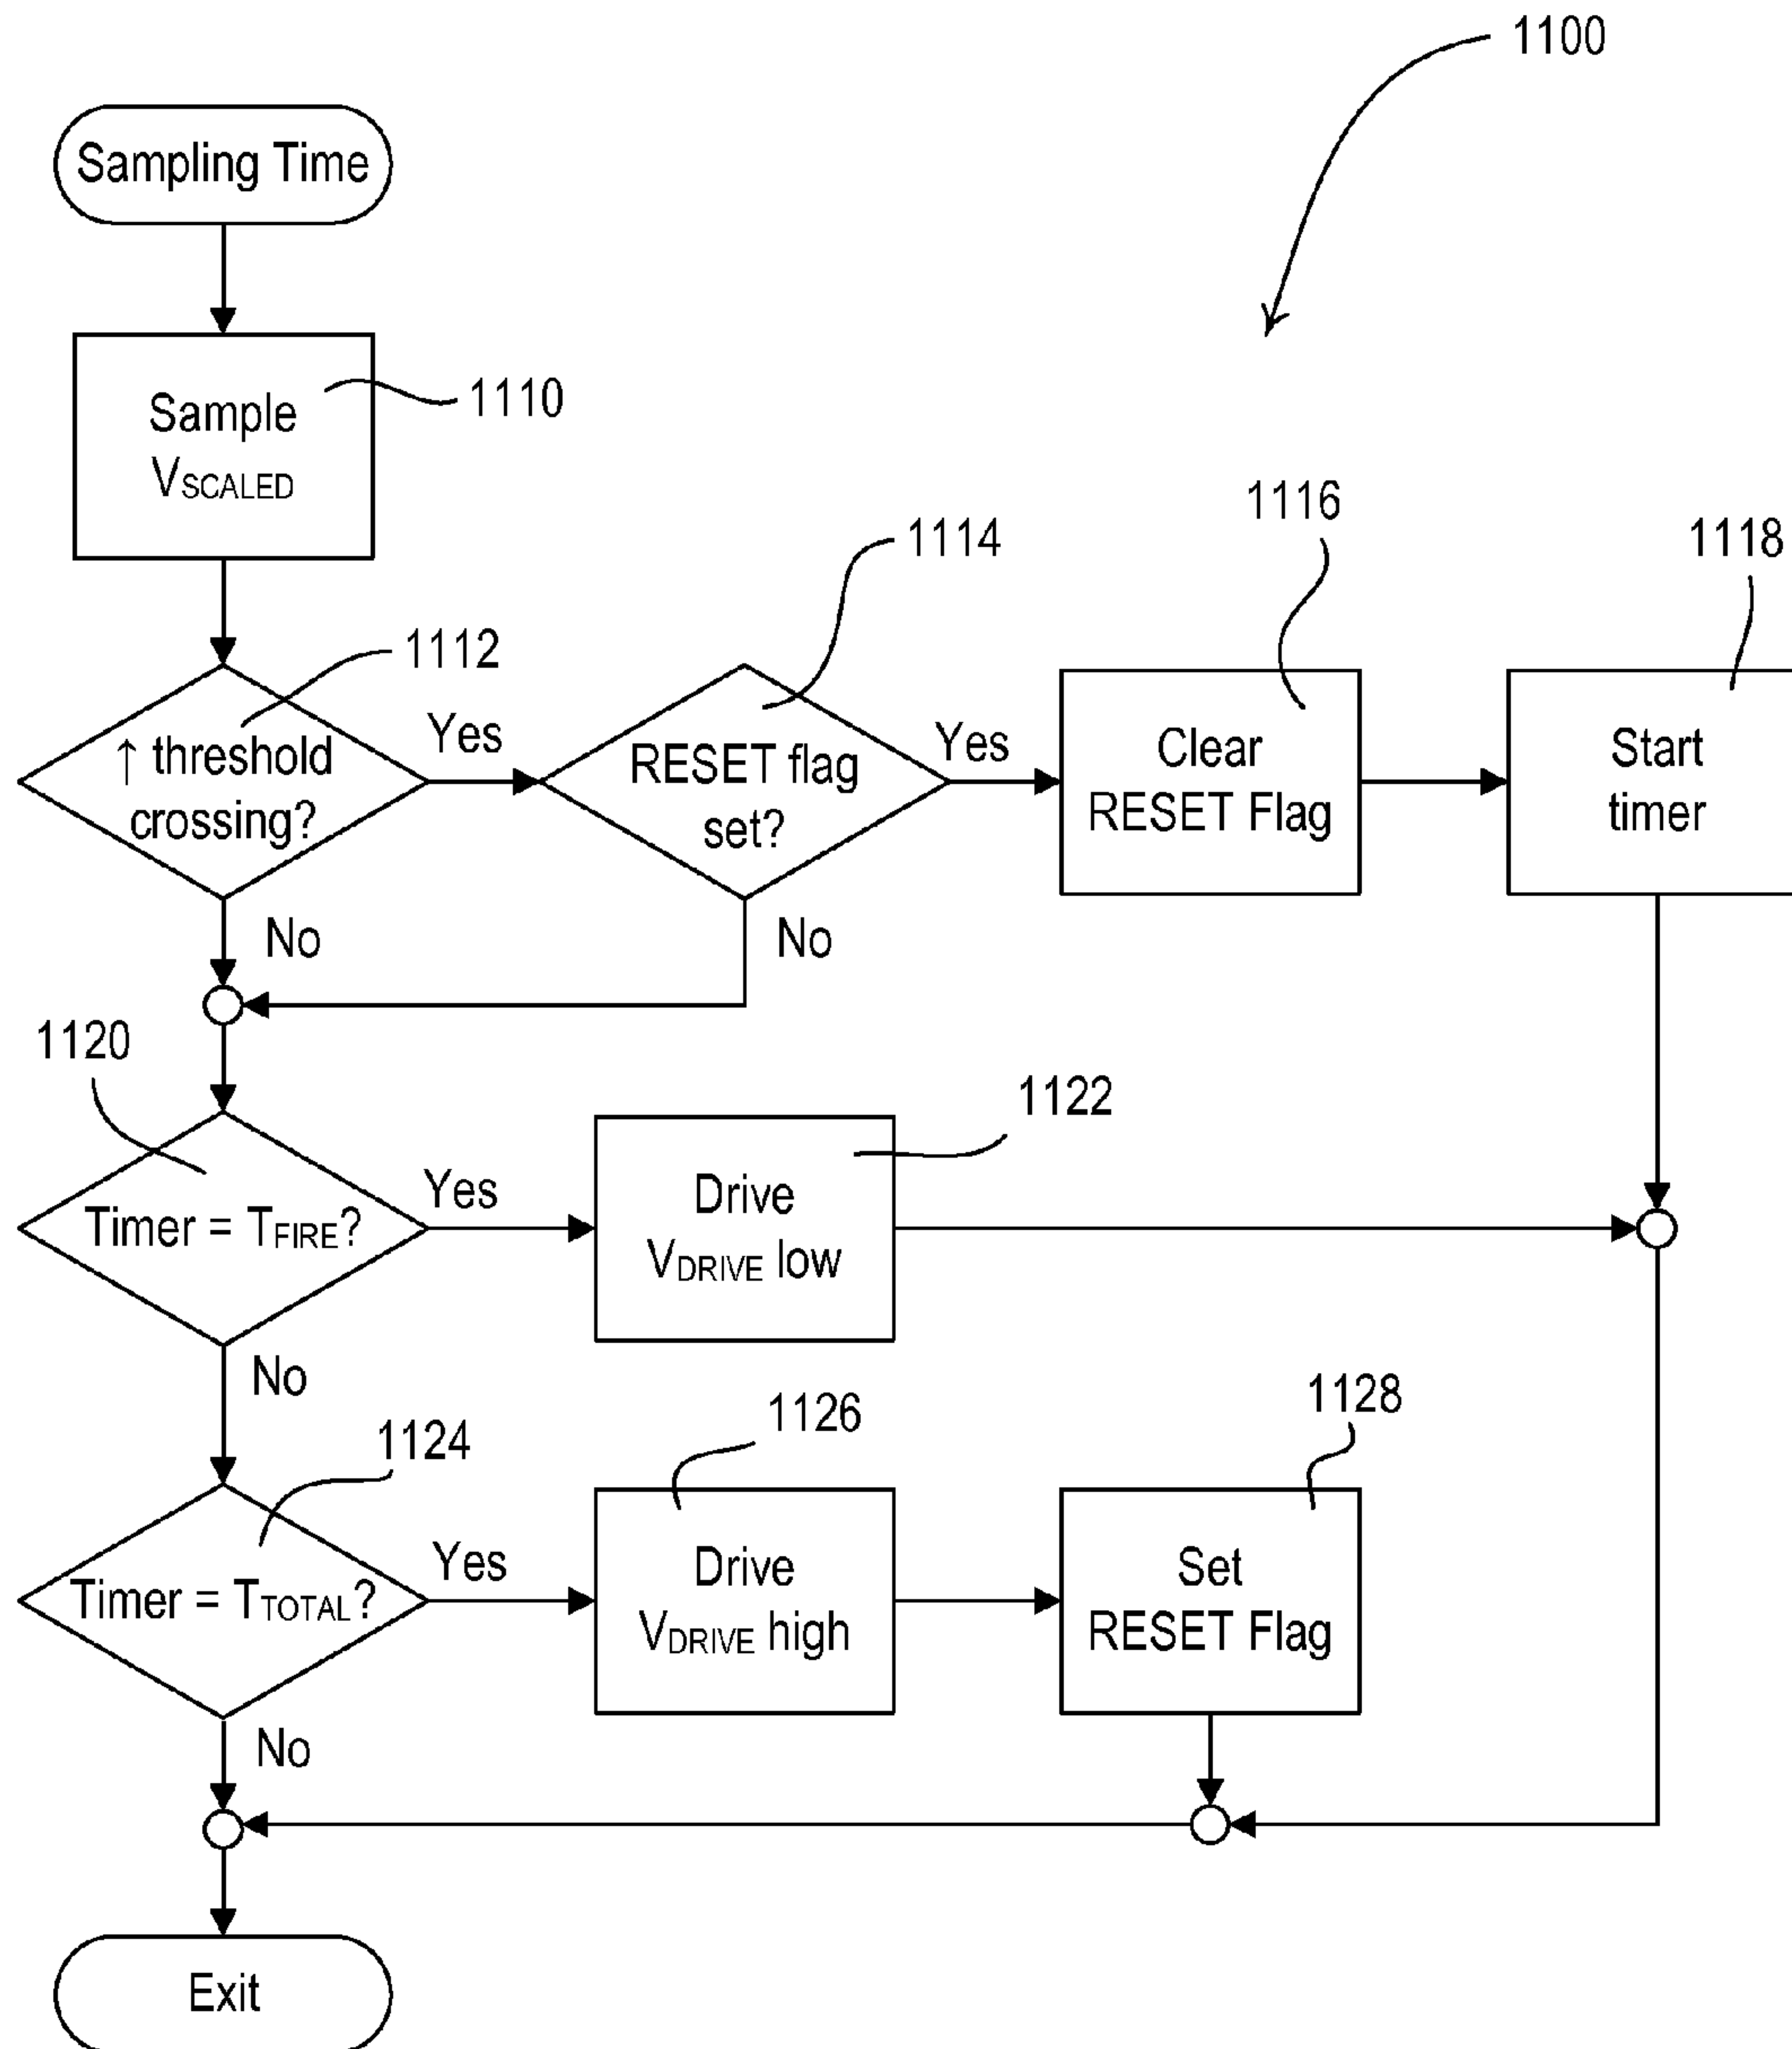 1100
Sampling Time
Sample
VSCALED
1110
1112
↑ threshold
crossing?
Yes
No
1114
RESET flag
set?
Yes
No
1116
Clear
RESET Flag
1118
Start
timer
1120
Timer = TFIRE?
Yes
No
1122
Drive
VDRIVE low
1124
Timer = TTOTAL?
Yes
No
1126
Drive
VDRIVE high
1128
Set
RESET Flag
Exit